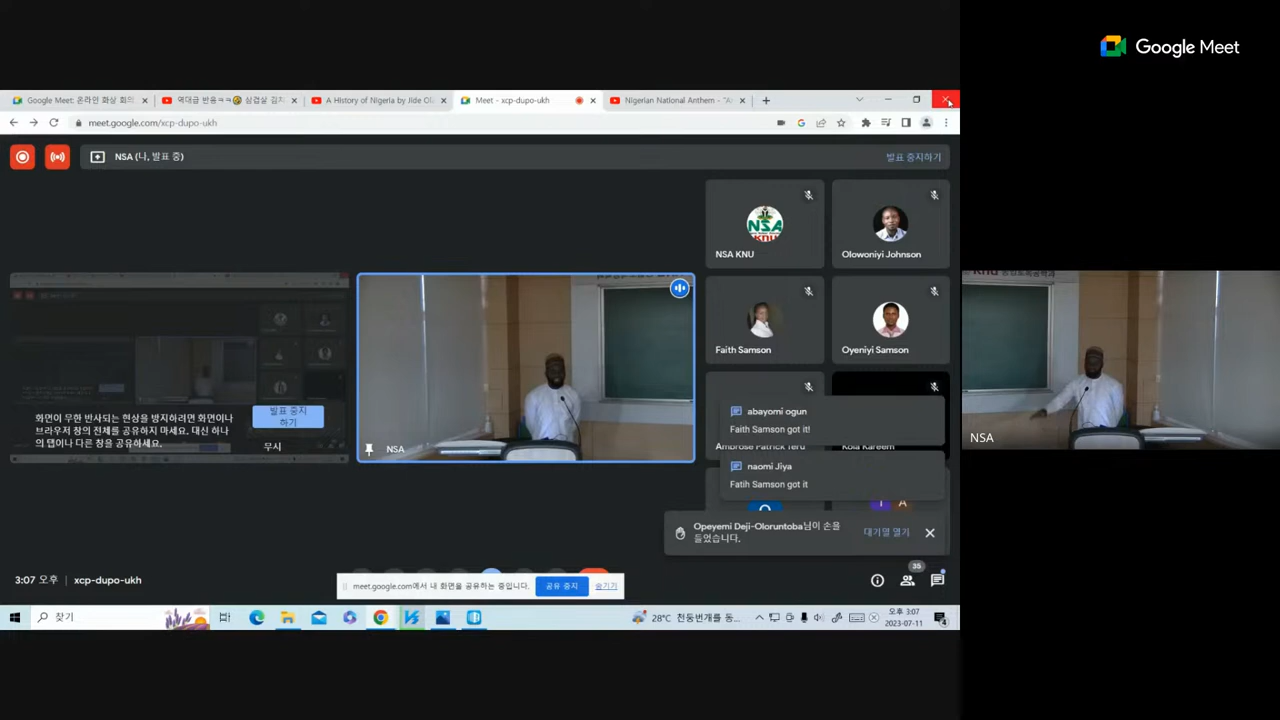 Google Meet
Google Meet: 온라인 화상 회의
역대급 반응ㅋㅋ🤣 삼겹살 김치
A History of Nigeria by Jide Ol
Meet - xcp-dupo-ukh
Nigerian National Anthem - "A
meet.google.com/xcp-dupo-ukh
NSA (나, 발표 중)
발표 중지하기
NSA
KNU
NSA KNU
Olowoniyi Johnson
Faith Samson
Oyeniyi Samson
abayomi ogun
Faith Samson got it!
Ambrose Patrick Teru
Kola Kareem
naomi Jiya
Fatih Samson got it
Opeyemi Deji-Oloruntoba님이 손을
들었습니다.
대기열 열기
화면이 무한 반사되는 현상을 방지하려면 화면이나
브라우저 창의 전체를 공유하지 마세요. 대신 하나
의 탭이나 다른 창을 공유하세요.
발표 중지
하기
무시
NSA
NSA
3:07 오후
xcp-dupo-ukh
meet.google.com에서 내 화면을 공유하는 중입니다.
공유 중지
숨기기
35
찾기
28°C 천둥번개를 동...
오후 3:07
2023-07-11
4